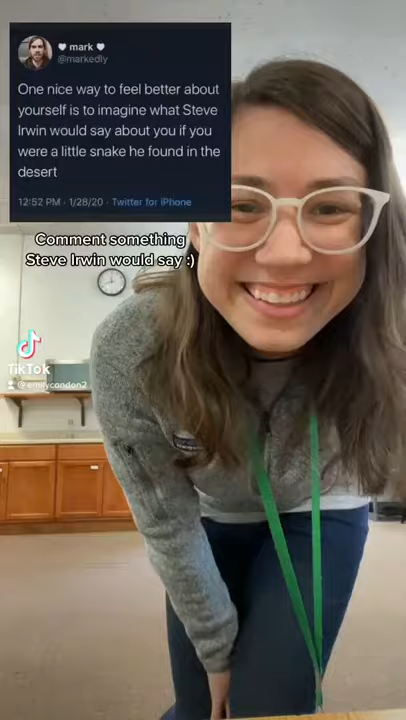 ♥ mark ♥
@markedly
One nice way to feel better about
yourself is to imagine what Steve
Irwin would say about you if you
were a little snake he found in the
desert
12:52 PM · 1/28/20 · Twitter for iPhone
Comment something
Steve Irwin would say :)
TikTok
@emilycondon2